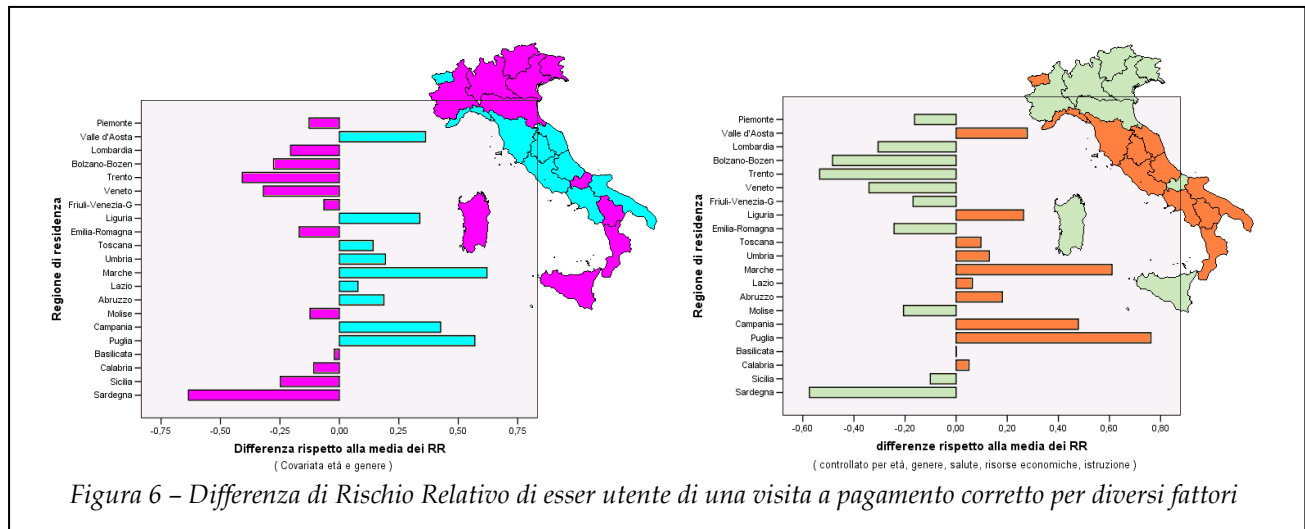 Regione di residenza
Piemonte
Valle d'Aosta
Lombardia
Bolzano-Bozen
Trento
Veneto
Friuli-Venezia-G
Liguria
Emilia-Romagna
Toscana
Umbria
Marche
Lazio
Abruzzo
Molise
Campania
Puglia
Basilicata
Calabria
Sicilia
Sardegna
-0,75 -0,50 -0,25 0,00 0,25 0,50 0,75
Differenza rispetto alla media dei RR
( Covariata età e genere )
Regione di residenza
Piemonte
Valle d'Aosta
Lombardia
Bolzano-Bozen
Trento
Veneto
Friuli-Venezia-G
Liguria
Emilia-Romagna
Toscana
Umbria
Marche
Lazio
Abruzzo
Molise
Campania
Puglia
Basilicata
Calabria
Sicilia
Sardegna
-0,60 -0,40 -0,20 0,00 0,20 0,40 0,60 0,80
differenze rispetto alla media dei RR
( controllato per età, genere, salute, risorse economiche, istruzione )
Figura 6 – Differenza di Rischio Relativo di esser utente di una visita a pagamento corretto per diversi fattori